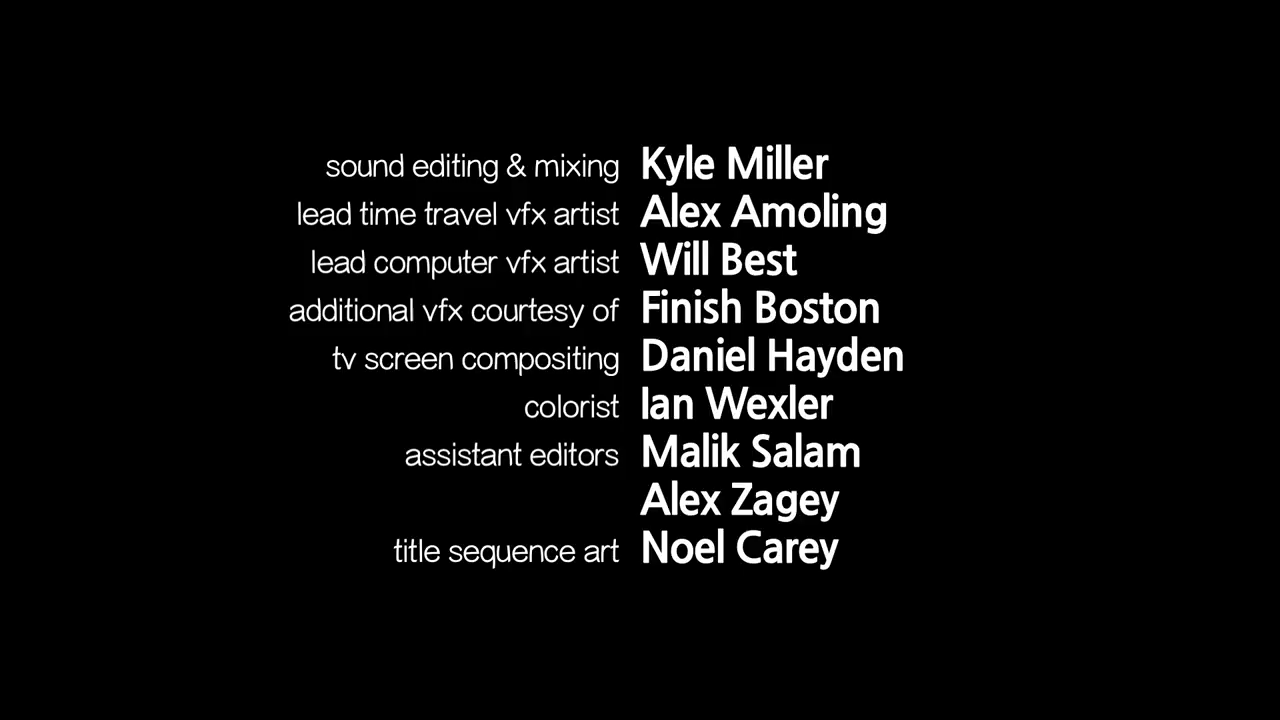 sound editing & mixing Kyle Miller
lead time travel vfx artist Alex Amoling
lead computer vfx artist Will Best
additional vfx courtesy of Finish Boston
tv screen compositing Daniel Hayden
colorist Ian Wexler
assistant editors Malik Salam
Alex Zagey
title sequence art Noel Carey